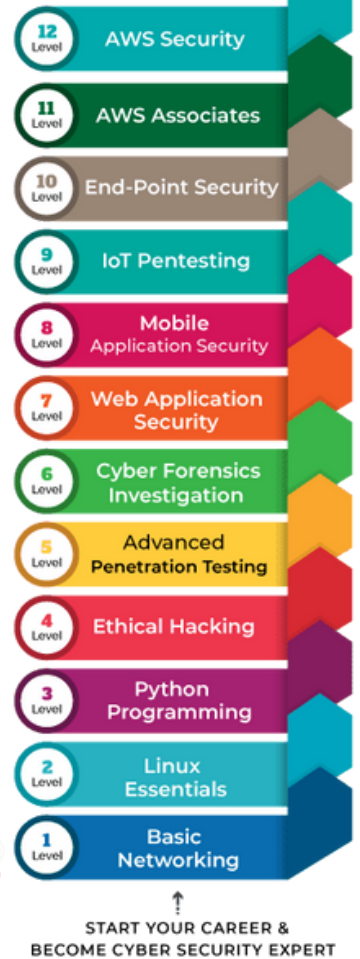 12
Level
AWS Security
11
Level
AWS Associates
10
Level
End-Point Security
9
Level
IoT Pentesting
8
Level
Mobile
Application Security
7
Level
Web Application
Security
6
Level
Cyber Forensics
Investigation
5
Level
Advanced
Penetration Testing
4
Level
Ethical Hacking
3
Level
Python
Programming
2
Level
Linux
Essentials
1
Level
Basic
Networking
START YOUR CAREER &
BECOME CYBER SECURITY EXPERT